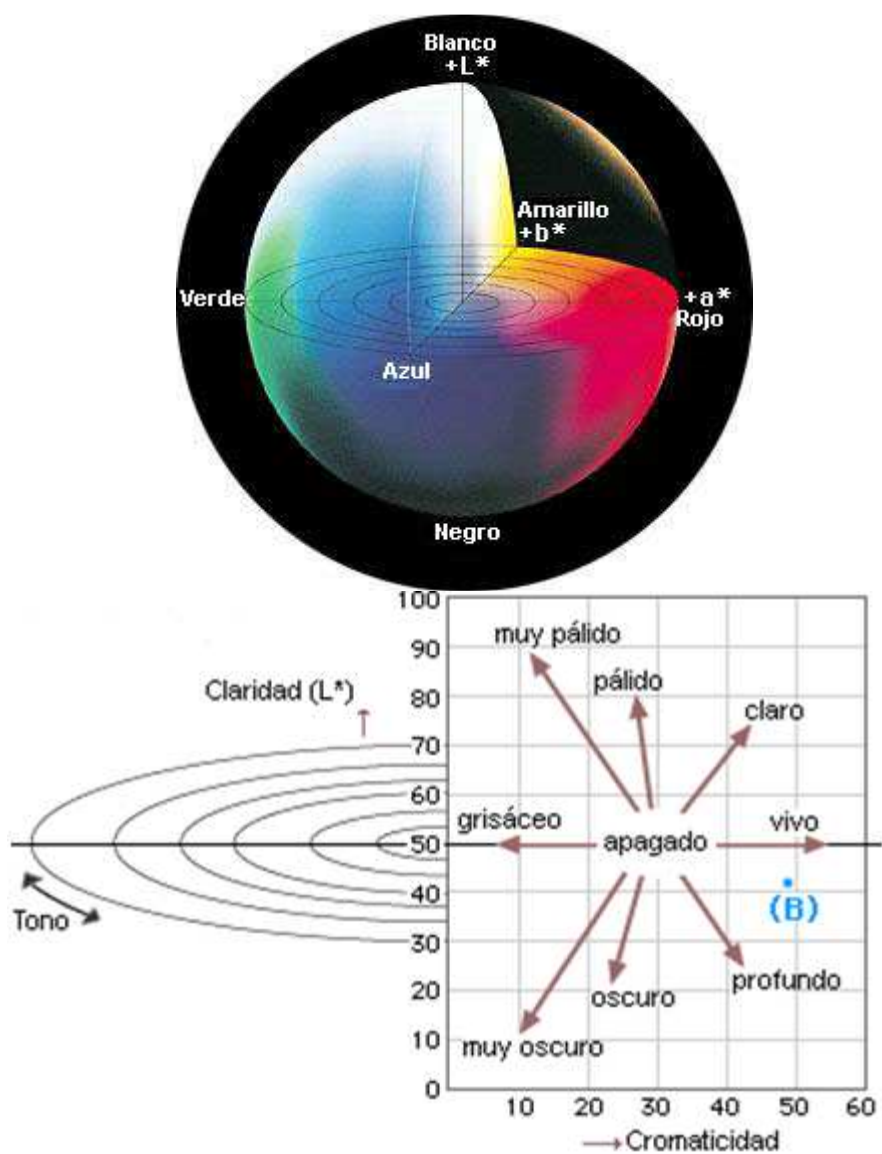 Blanco
+L*
Amarillo
+b*
Verde
+a*
Rojo
Azul
Negro
100
90
80
70
60
50
40
30
20
10
0
muy pálido
pálido
claro
Claridad (L*)
grisáceo
apagado
vivo
Tono
(B)
profundo
oscuro
muy oscuro
10 20 30 40 50 60
Cromaticidad